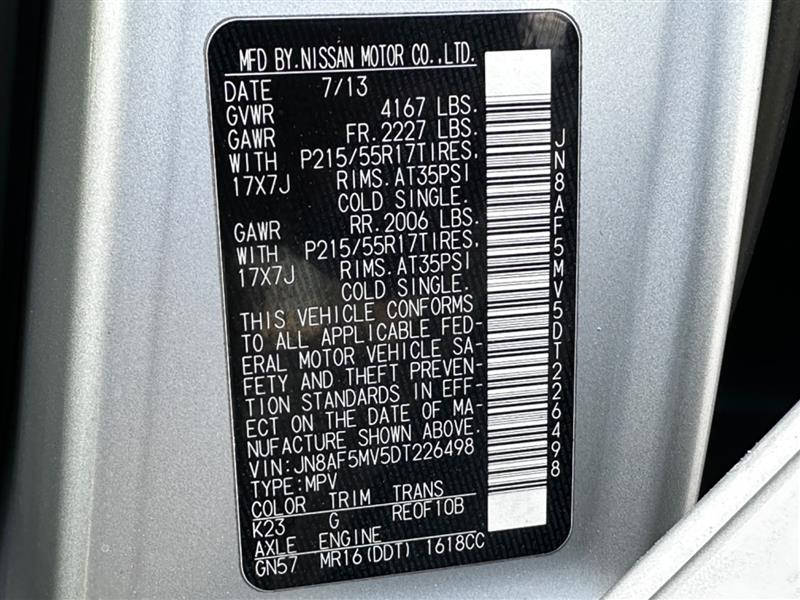 MFD BY.NISSAN MOTOR CO.,LTD.
DATE 7/13
GVWR 4167 LBS.
GAWR FR.2227 LBS.
WITH P215/55R17TIRES,
17X7J RIMS.AT35PSI
COLD SINGLE.
GAWR RR.2006 LBS.
WITH P215/55R17TIRES,
17X7J RIMS.AT35PSI
COLD SINGLE.
THIS VEHICLE CONFORMS
TO ALL APPLICABLE FED-
ERAL MOTOR VEHICLE SA-
FETY AND THEFT PREVEN-
TION STANDARDS IN EFF-
ECT ON THE DATE OF MA-
NUFACTURE SHOWN ABOVE.
VIN:JN8AF5MV5DT226498
TYPE:MPV
COLOR TRIM TRANS
K23 G RE0F10B
AXLE ENGINE
GN57 MR16(DDT) 1618CC
JN8AF5MV5DT226498